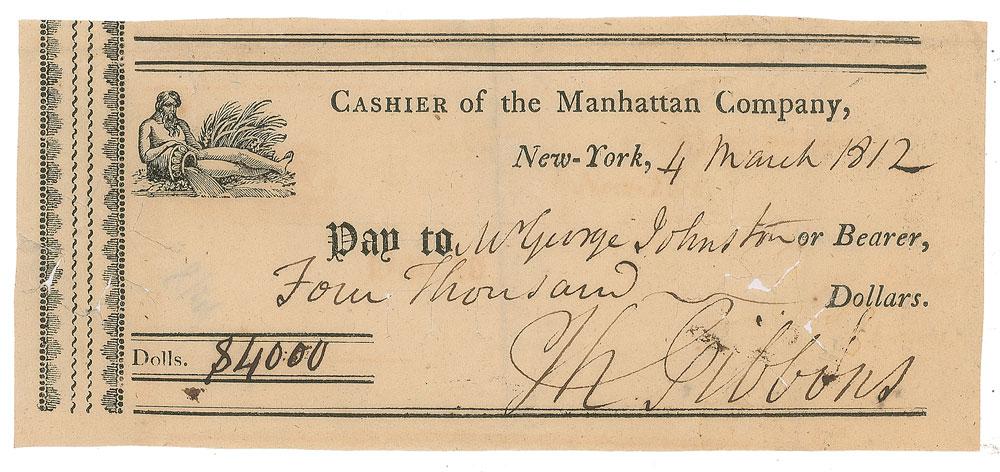 CASHIER of the Manhattan Company,
New-York, 4 March 1812
Pay to Mr George Johnston or Bearer,
Four Thousand Dollars.
Dolls. $4000
Th. Gibbons